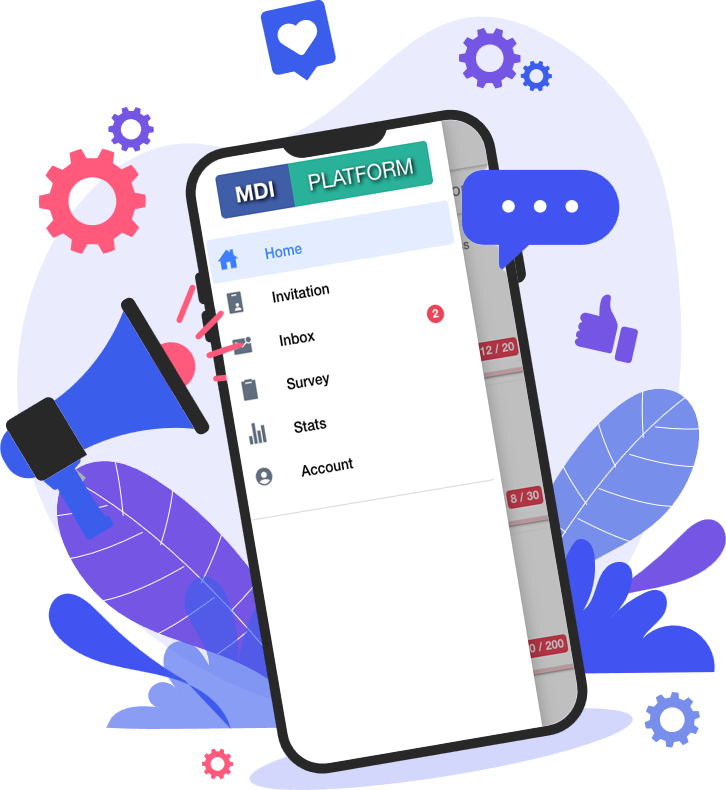 MDI PLATFORM
Home
Invitation
Inbox
2
Survey
Stats
Account
12 / 20
8 / 30
0 / 200